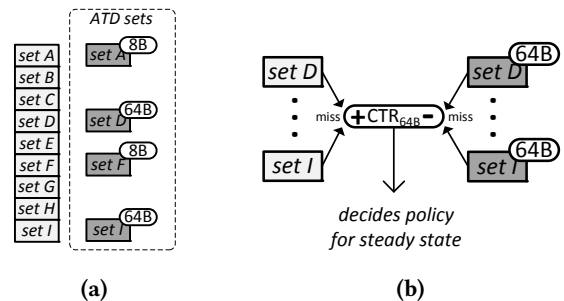 ATD sets
set A
set B
set C
set D
set E
set F
set G
set H
set I
set A 8B
set D 64B
set F 8B
set I 64B
(a)
set D
set D 64B
miss + CTR64B - miss
set I
set I 64B
decides policy
for steady state
(b)